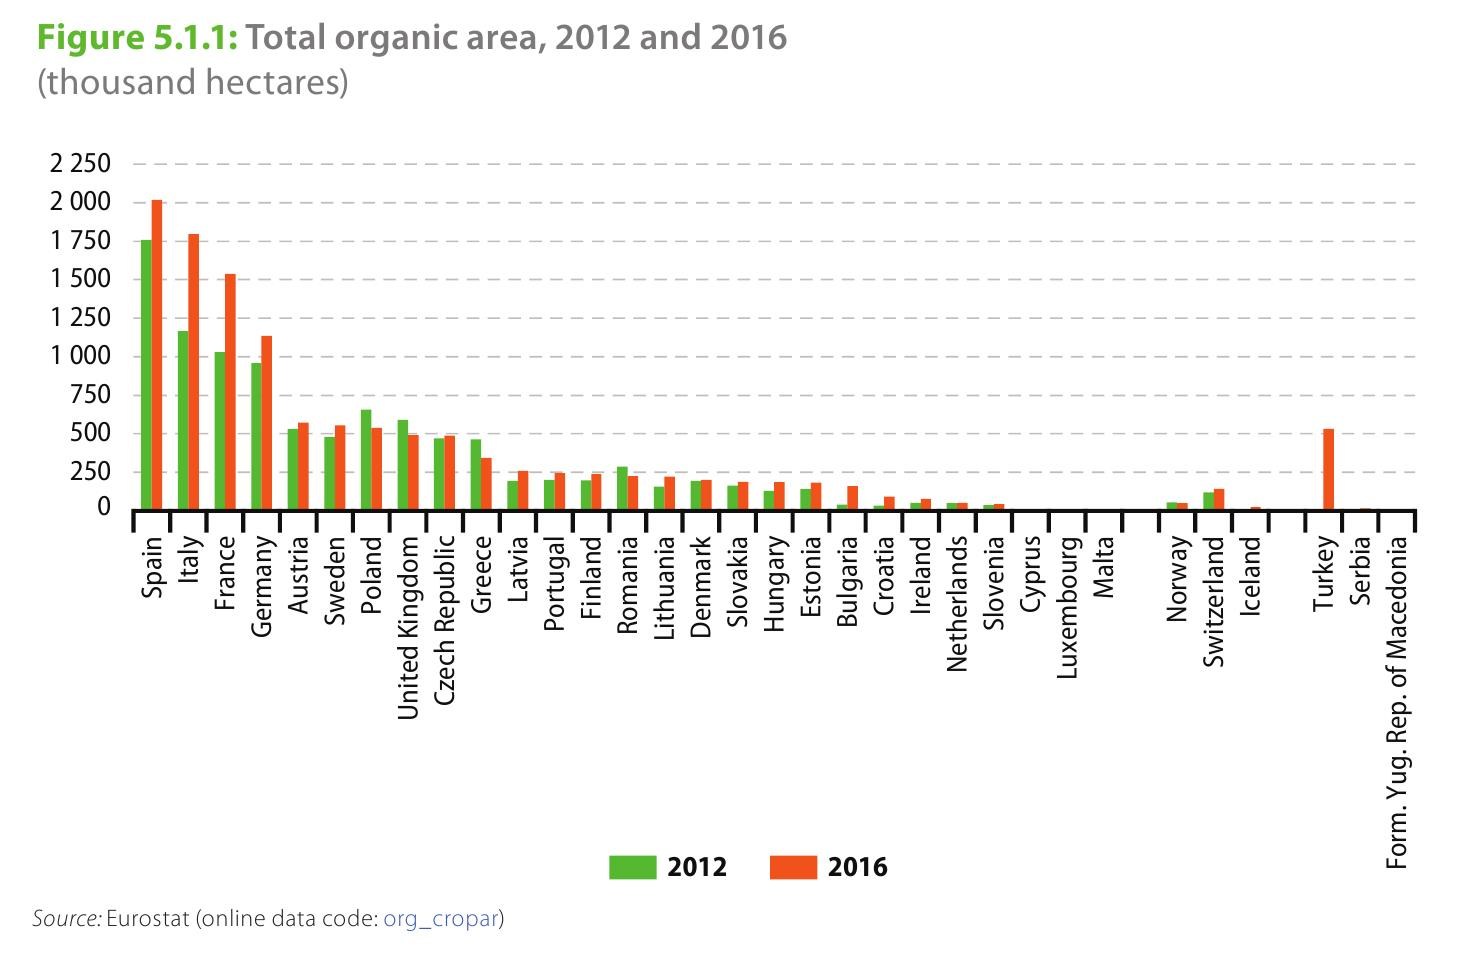 Figure 5.1.1: Total organic area, 2012 and 2016
(thousand hectares)
2 250
2 000
1 750
1 500
1 250
1 000
750
500
250
0
Spain
Italy
France
Germany
Austria
Sweden
Poland
United Kingdom
Czech Republic
Greece
Latvia
Portugal
Finland
Romania
Lithuania
Denmark
Slovakia
Hungary
Estonia
Bulgaria
Croatia
Ireland
Netherlands
Slovenia
Cyprus
Luxembourg
Malta
Norway
Switzerland
Iceland
Turkey
Serbia
Form. Yug. Rep. of Macedonia
2012
2016
Source: Eurostat (online data code: org_cropar)